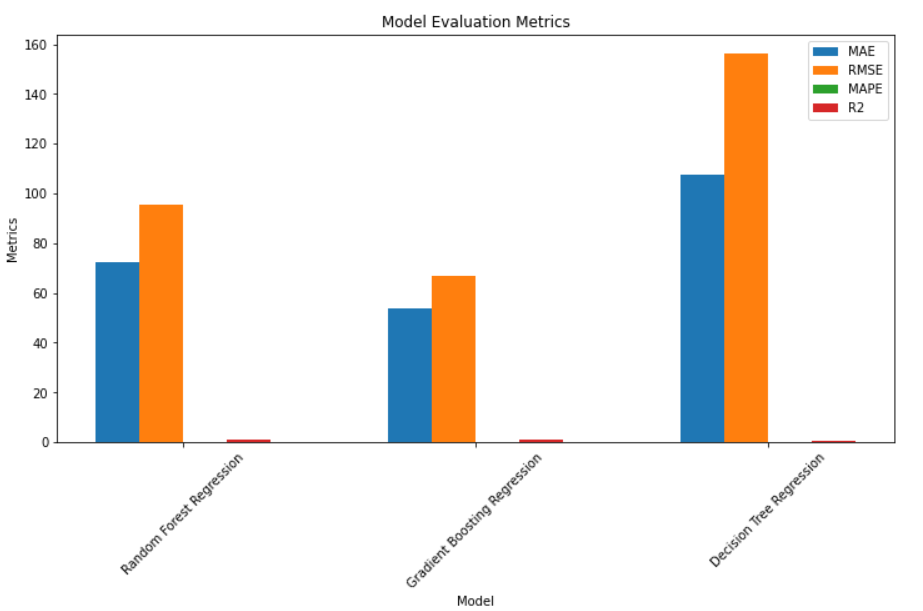 Model Evaluation Metrics
160
140
120
100
80
60
40
20
0
Metrics
MAE
RMSE
MAPE
R2
Random Forest Regression
Gradient Boosting Regression
Decision Tree Regression
Model